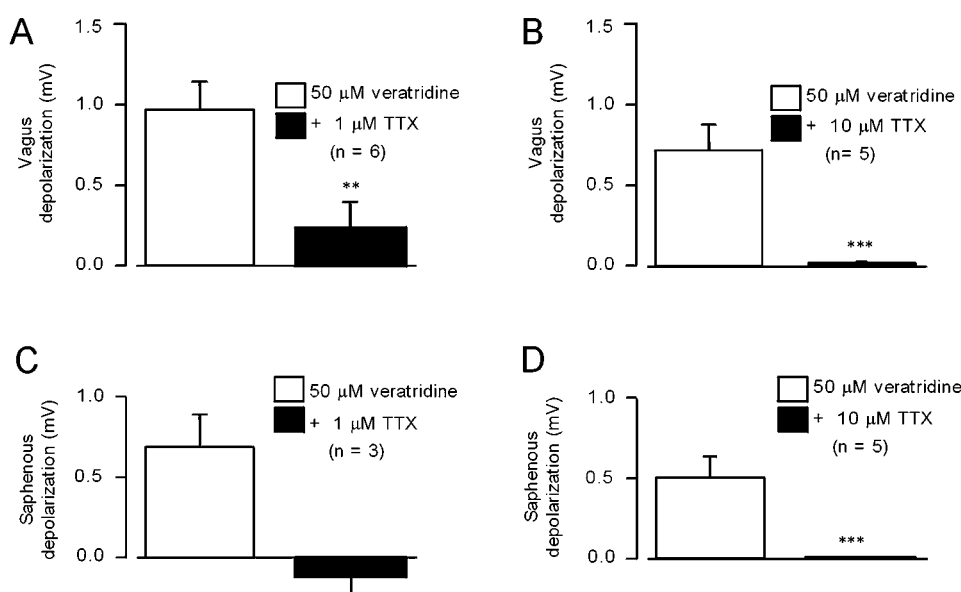 A
Vagus
depolarization (mV)
1.5
1.0
0.5
0.0
50 µM veratridine
+ 1 µM TTX
(n = 6)
**
B
Vagus
depolarization (mV)
1.5
1.0
0.5
0.0
50 µM veratridine
+ 10 µM TTX
(n= 5)
***
C
Saphenous
depolarization (mV)
1.0
0.5
0.0
50 µM veratridine
+ 1 µM TTX
(n = 3)
D
Saphenous
depolarization (mV)
1.0
0.5
0.0
50 µM veratridine
+ 10 µM TTX
(n = 5)
***